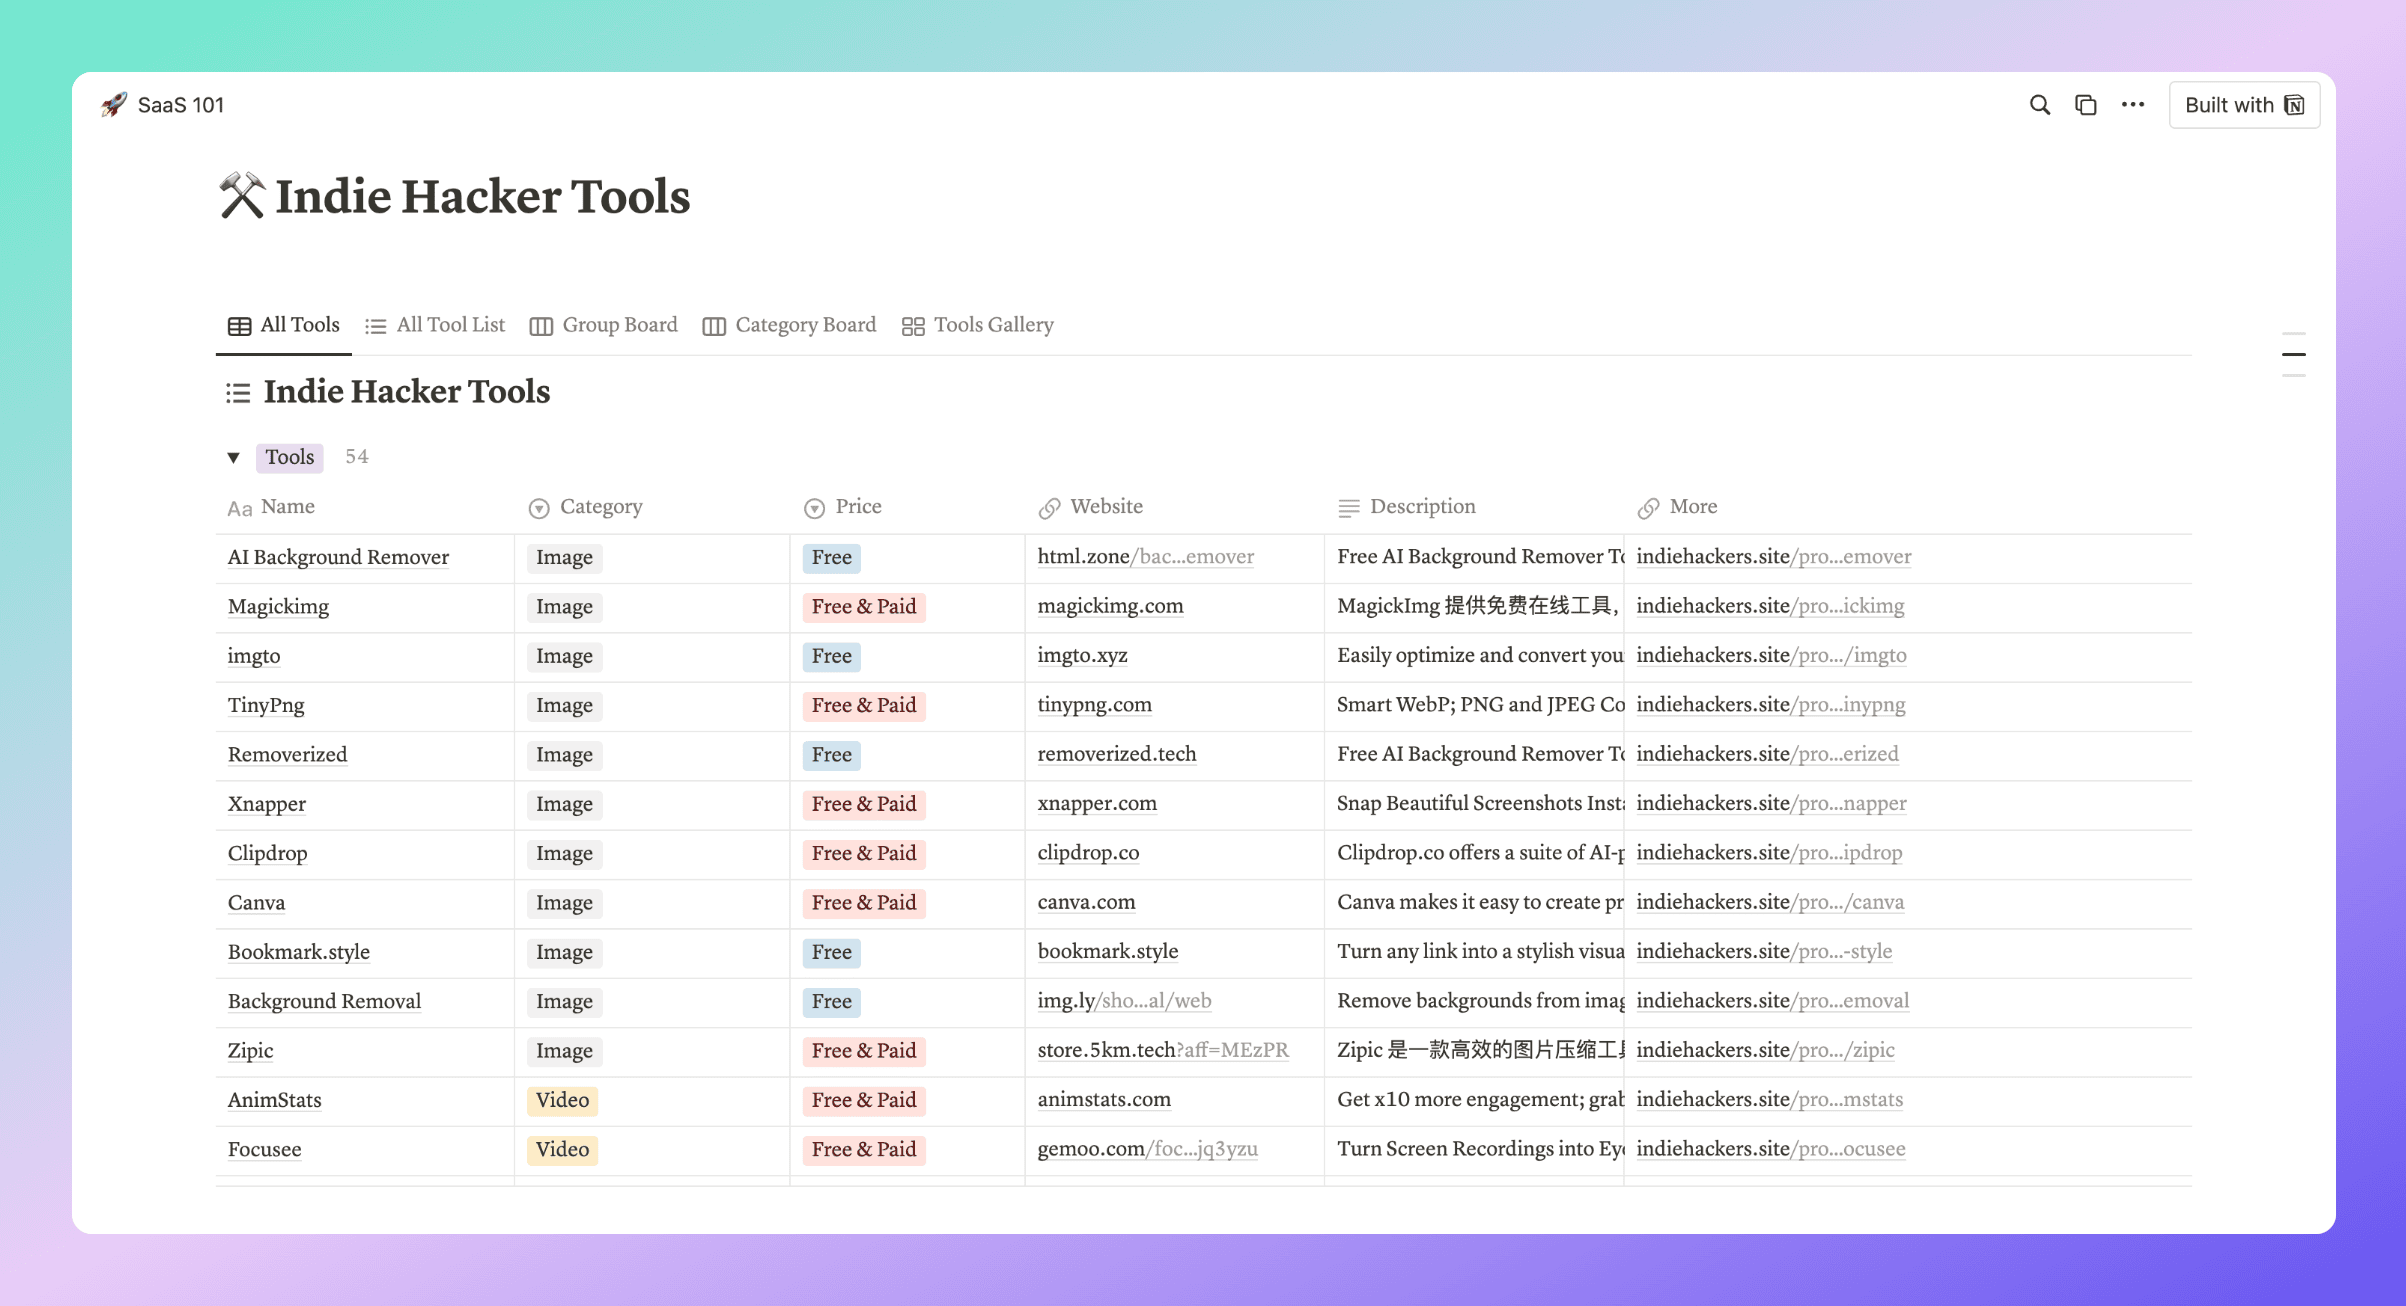 SaaS 101
Built with
Indie Hacker Tools
All Tools All Tool List Group Board Category Board Tools Gallery
Indie Hacker Tools
Tools 54
Aa Name Category Price Website Description More
AI Background Remover Image Free html.zone/bac...emover Free AI Background Remover To indiehackers.site/pro...emover
Magickimg Image Free & Paid magickimg.com MagickImg 提供免费在线工具, indiehackers.site/pro...ickimg
imgto Image Free imgto.xyz Easily optimize and convert you indiehackers.site/pro.../imgto
TinyPng Image Free & Paid tinypng.com Smart WebP; PNG and JPEG Co indiehackers.site/pro...inypng
Removerized Image Free removerized.tech Free AI Background Remover To indiehackers.site/pro...erized
Xnapper Image Free & Paid xnapper.com Snap Beautiful Screenshots Insta indiehackers.site/pro...napper
Clipdrop Image Free & Paid clipdrop.co Clipdrop.co offers a suite of AI-p indiehackers.site/pro...ipdrop
Canva Image Free & Paid canva.com Canva makes it easy to create pr indiehackers.site/pro.../canva
Bookmark.style Image Free bookmark.style Turn any link into a stylish visua indiehackers.site/pro...-style
Background Removal Image Free img.ly/sho...al/web Remove backgrounds from imag indiehackers.site/pro...emoval
Zipic Image Free & Paid store.5km.tech?aff=MEzPR Zipic 是一款高效的图片压缩工具 indiehackers.site/pro.../zipic
AnimStats Video Free & Paid animstats.com Get x10 more engagement; grab indiehackers.site/pro...mstats
Focusee Video Free & Paid gemoo.com/foc...jq3yzu Turn Screen Recordings into Eye indiehackers.site/pro...ocusee